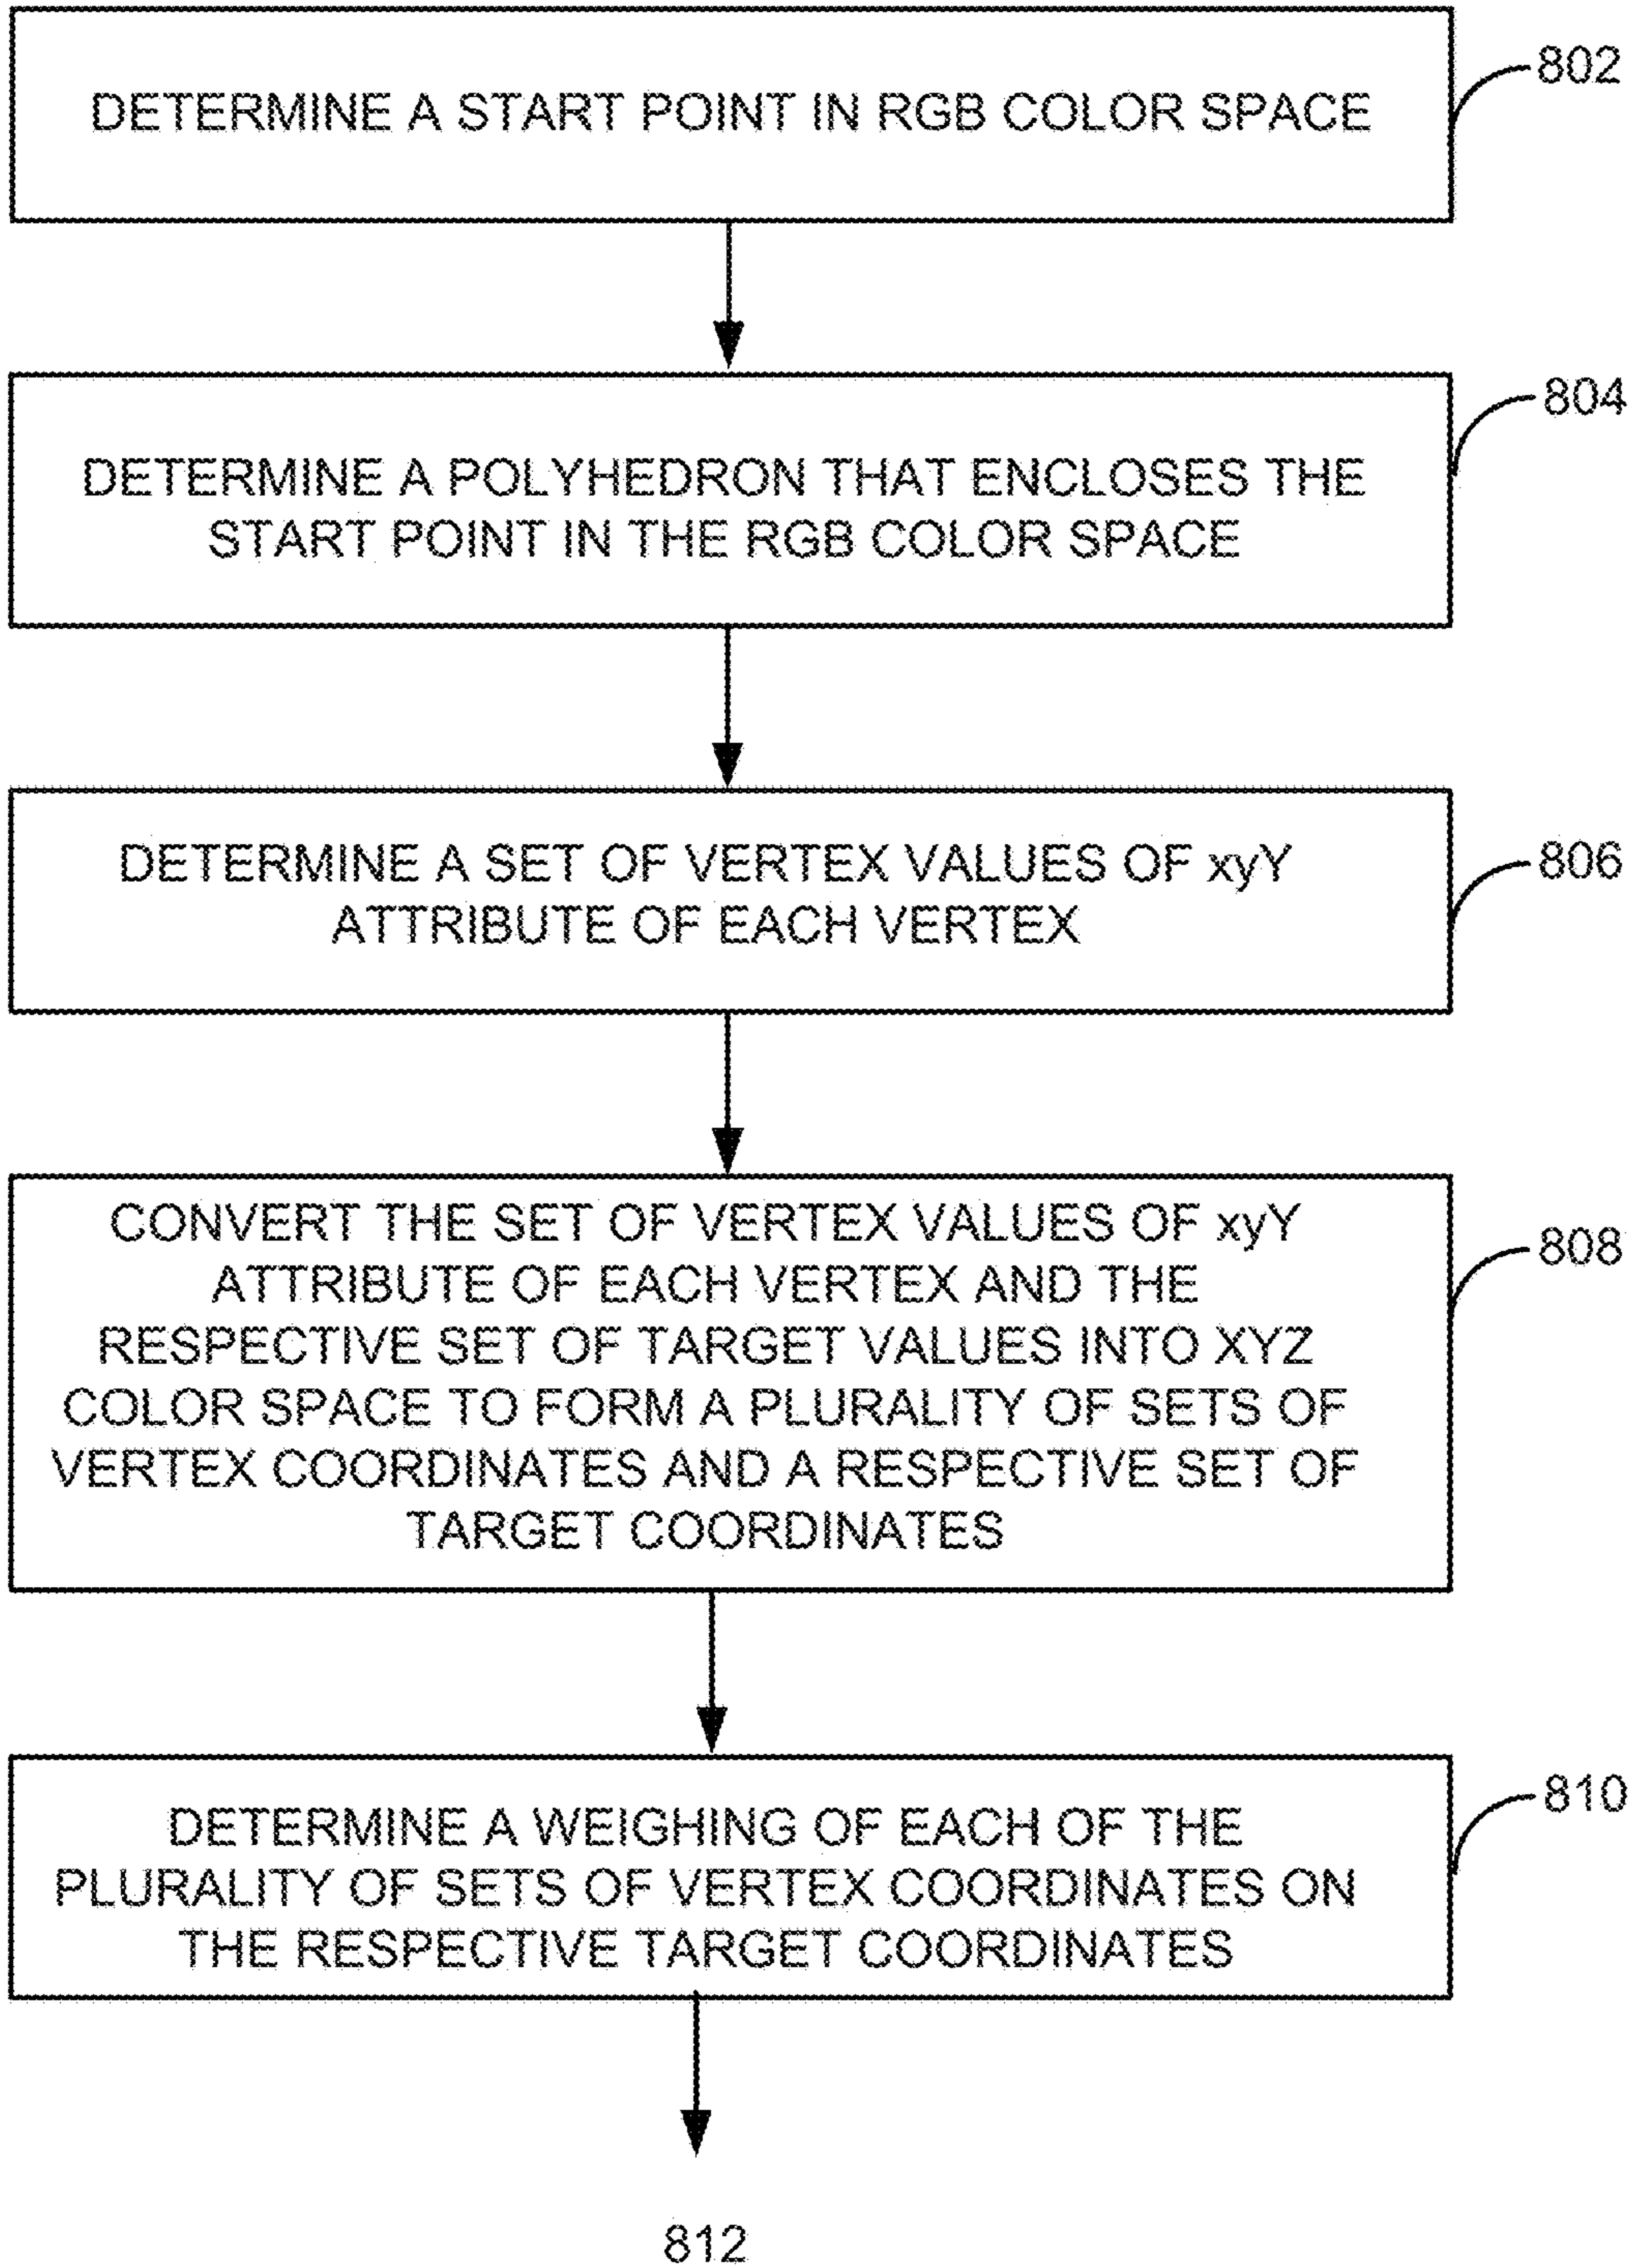 DETERMINE A START POINT IN RGB COLOR SPACE
802
DETERMINE A POLYHEDRON THAT ENCLOSES THE
START POINT IN THE RGB COLOR SPACE
804
DETERMINE A SET OF VERTEX VALUES OF xyY
ATTRIBUTE OF EACH VERTEX
806
CONVERT THE SET OF VERTEX VALUES OF xyY
ATTRIBUTE OF EACH VERTEX AND THE
RESPECTIVE SET OF TARGET VALUES INTO XYZ
COLOR SPACE TO FORM A PLURALITY OF SETS OF
VERTEX COORDINATES AND A RESPECTIVE SET OF
TARGET COORDINATES
808
DETERMINE A WEIGHING OF EACH OF THE
PLURALITY OF SETS OF VERTEX COORDINATES ON
THE RESPECTIVE TARGET COORDINATES
810
812